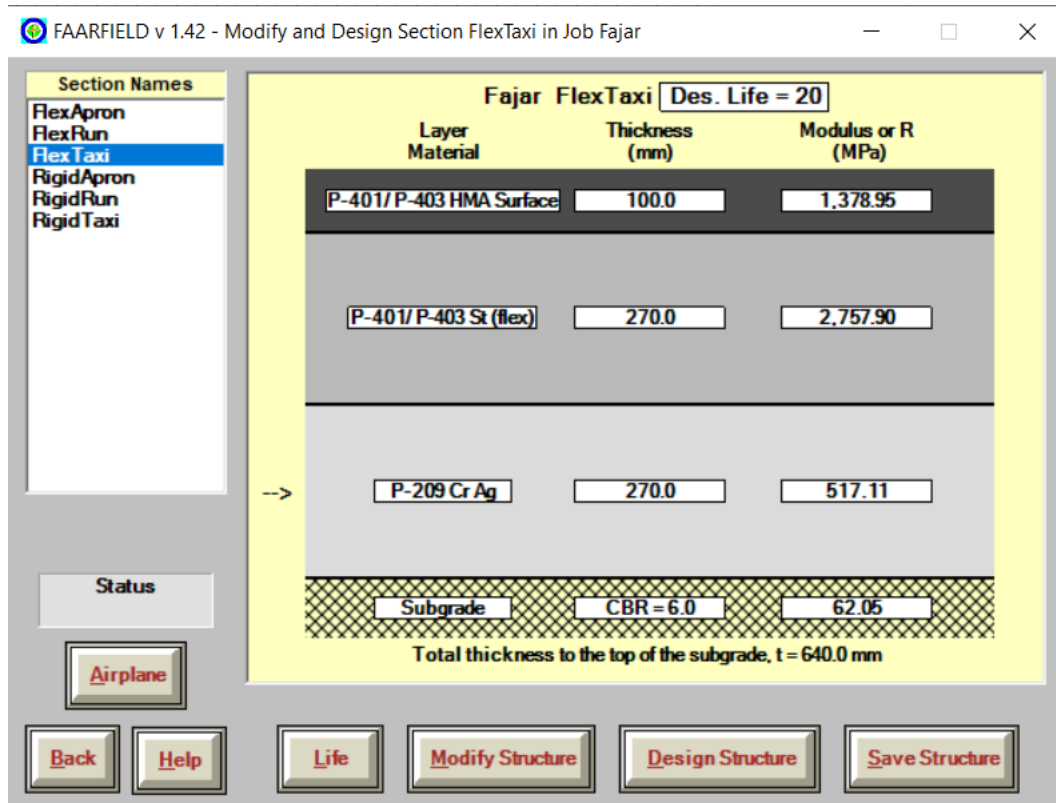 FAARFIELD v 1.42 - Modify and Design Section FlexTaxi in Job Fajar
Section Names
FlexApron
FlexRun
FlexTaxi
RigidApron
RigidRun
RigidTaxi
Fajar FlexTaxi Des. Life = 20
Layer Material Thickness (mm) Modulus or R (MPa)
P-401/ P-403 HMA Surface 100.0 1,378.95
P-401/ P-403 St (flex) 270.0 2,757.90
--> P-209 Cr Ag 270.0 517.11
Subgrade CBR = 6.0 62.05
Total thickness to the top of the subgrade, t = 640.0 mm
Status
Airplane
Back Help Life Modify Structure Design Structure Save Structure